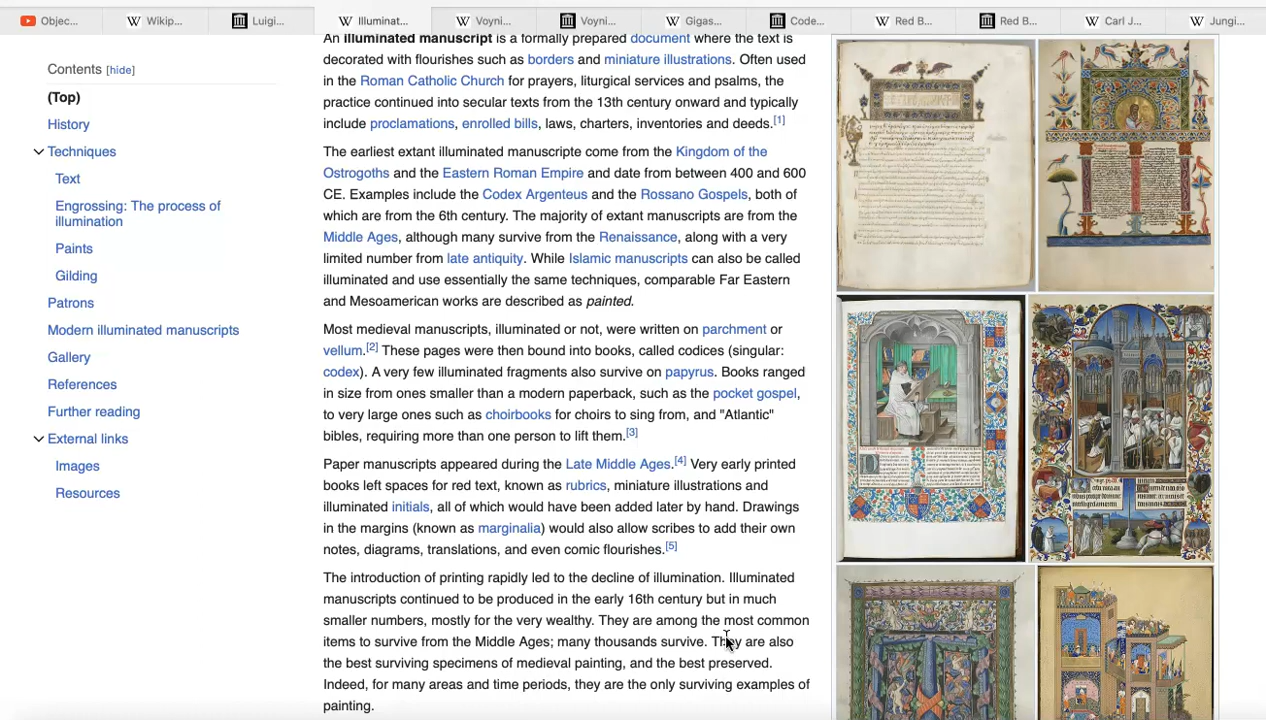 Objec...
Wikip...
Luigi...
Illuminat...
Voyni...
Voyni...
Gigas...
Code...
Red B...
Red B...
Carl J...
Jungi...
Contents [hide]
(Top)
History
Techniques
Text
Engrossing: The process of
illumination
Paints
Gilding
Patrons
Modern illuminated manuscripts
Gallery
References
Further reading
External links
Images
Resources
An illuminated manuscript is a formally prepared document where the text is
decorated with flourishes such as borders and miniature illustrations. Often used
in the Roman Catholic Church for prayers, liturgical services and psalms, the
practice continued into secular texts from the 13th century onward and typically
include proclamations, enrolled bills, laws, charters, inventories and deeds.[1]
The earliest extant illuminated manuscripte come from the Kingdom of the
Ostrogoths and the Eastern Roman Empire and date from between 400 and 600
CE. Examples include the Codex Argenteus and the Rossano Gospels, both of
which are from the 6th century. The majority of extant manuscripts are from the
Middle Ages, although many survive from the Renaissance, along with a very
limited number from late antiquity. While Islamic manuscripts can also be called
illuminated and use essentially the same techniques, comparable Far Eastern
and Mesoamerican works are described as painted.
Most medieval manuscripts, illuminated or not, were written on parchment or
vellum.[2] These pages were then bound into books, called codices (singular:
codex). A very few illuminated fragments also survive on papyrus. Books ranged
in size from ones smaller than a modern paperback, such as the pocket gospel,
to very large ones such as choirbooks for choirs to sing from, and "Atlantic"
bibles, requiring more than one person to lift them.[3]
Paper manuscripts appeared during the Late Middle Ages.[4] Very early printed
books left spaces for red text, known as rubrics, miniature illustrations and
illuminated initials, all of which would have been added later by hand. Drawings
in the margins (known as marginalia) would also allow scribes to add their own
notes, diagrams, translations, and even comic flourishes.[5]
The introduction of printing rapidly led to the decline of illumination. Illuminated
manuscripts continued to be produced in the early 16th century but in much
smaller numbers, mostly for the very wealthy. They are among the most common
items to survive from the Middle Ages; many thousands survive. They are also
the best surviving specimens of medieval painting, and the best preserved.
Indeed, for many areas and time periods, they are the only surviving examples of
painting.